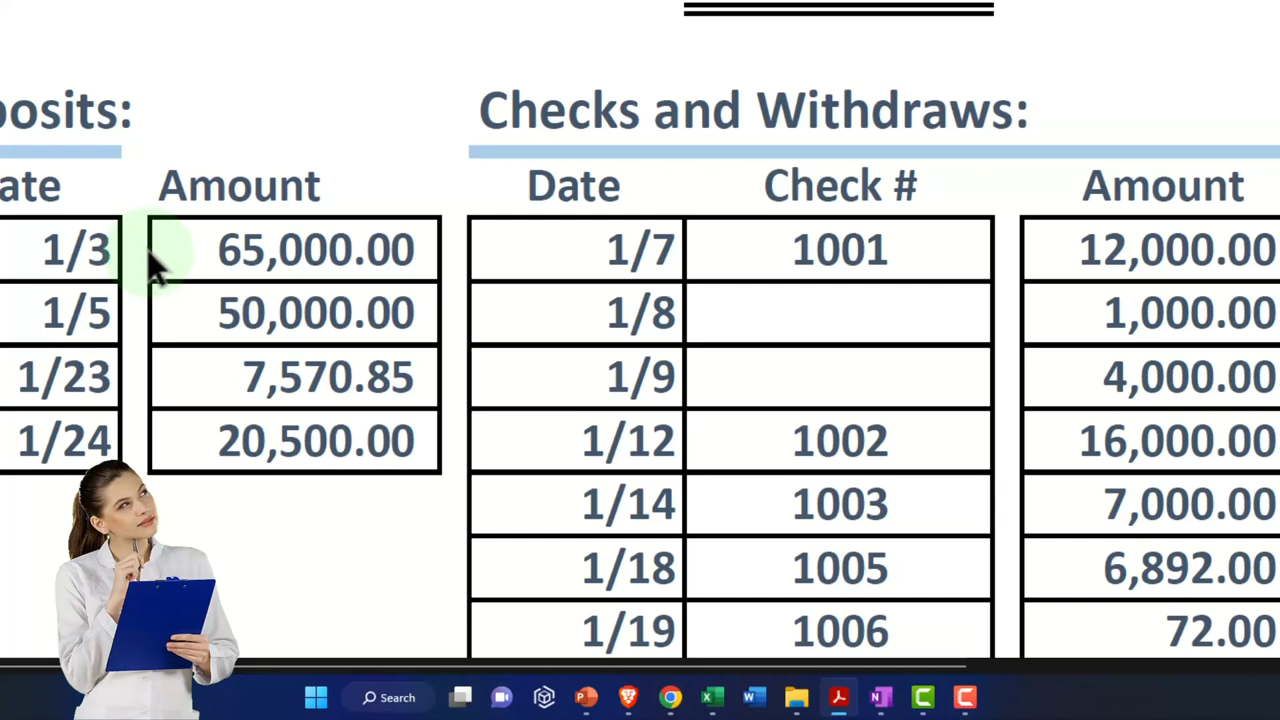 posits: Checks and Withdraws:
ate Amount Date Check # Amount
1/3 65,000.00 1/7 1001 12,000.00
1/5 50,000.00 1/8 1,000.00
1/23 7,570.85 1/9 4,000.00
1/24 20,500.00 1/12 1002 16,000.00
1/14 1003 7,000.00
1/18 1005 6,892.00
1/19 1006 72.00
Search